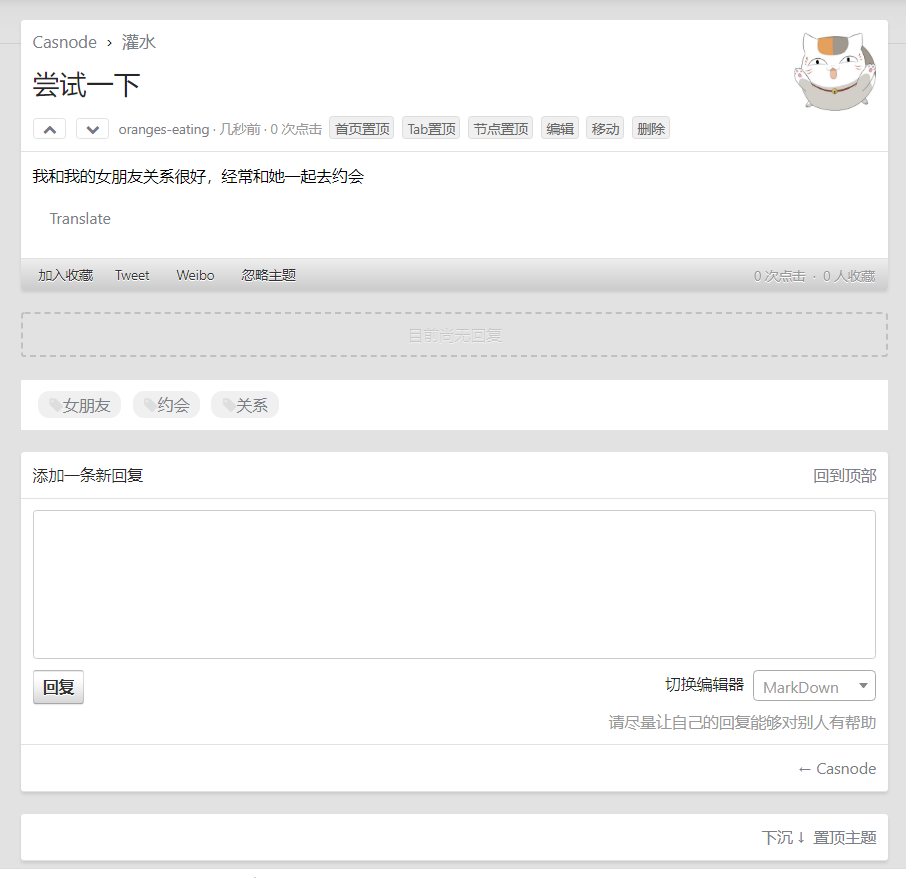 Casnode › 灌水
尝试一下
oranges-eating · 几秒前 · 0 次点击 首页置顶 Tab置顶 节点置顶 编辑 移动 删除
我和我的女朋友关系很好，经常和她一起去约会
Translate
加入收藏 Tweet Weibo 忽略主题 0 次点击 · 0 人收藏
目前尚无回复
女朋友 约会 关系
添加一条新回复 回到顶部
回复 切换编辑器 MarkDown
请尽量让自己的回复能够对别人有帮助
← Casnode
下沉 ↓ 置顶主题